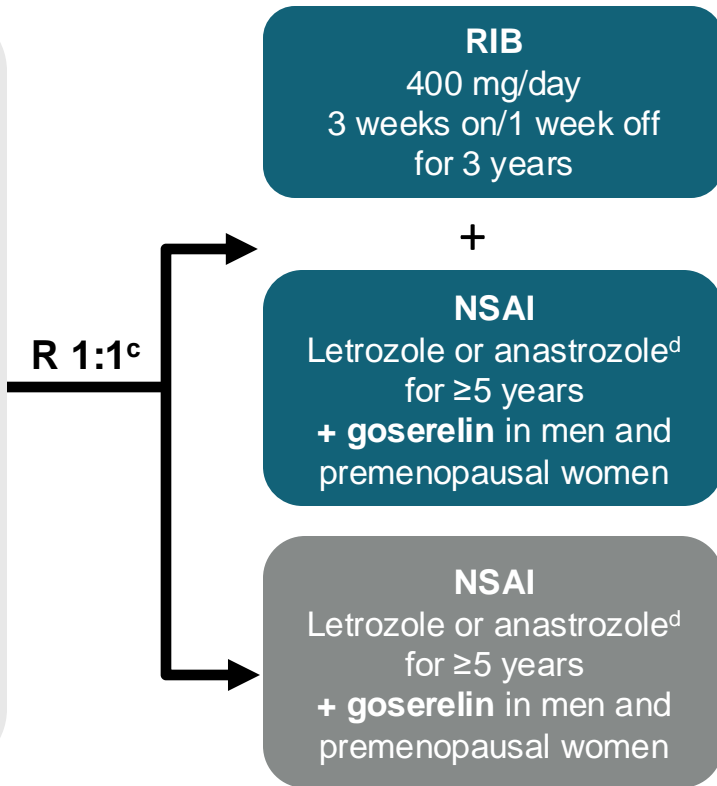 RIB
400 mg/day
3 weeks on/1 week off
for 3 years
+
R 1:1ᶜ
NSAI
Letrozole or anastrozoleᵈ
for ≥5 years
+ goserelin in men and
premenopausal women
NSAI
Letrozole or anastrozoleᵈ
for ≥5 years
+ goserelin in men and
premenopausal women